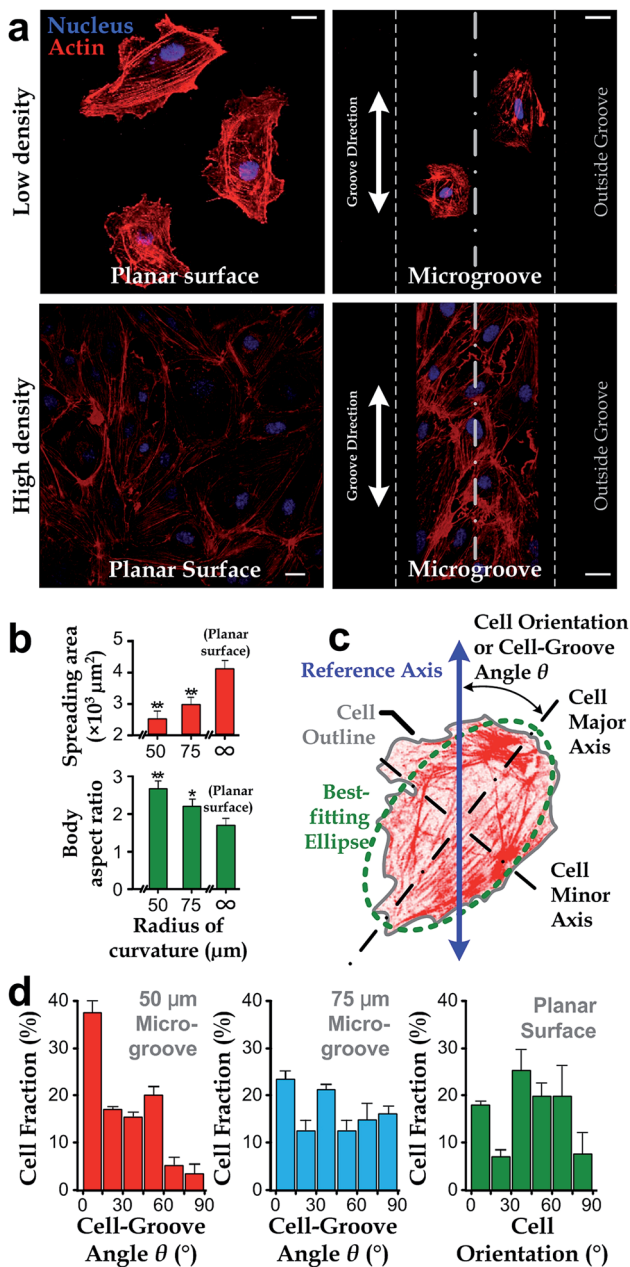 a
Nucleus
Actin
Low density
Planar surface
Groove DIrection
Outside Groove
Microgroove
High density
Planar Surface
Groove DIrection
Outside Groove
Microgroove
b
Spreading area
(×10³ µm²)
5
4
3
2
**
**
(Planar
surface)
50
75
∞
Body
aspect ratio
3
2
1
0
**
*
(Planar
surface)
50
75
∞
Radius of
curvature (µm)
c
Cell Orientation
or Cell-Groove
Angle θ
Reference Axis
Cell
Outline
Cell
Major
Axis
Best-
fitting
Ellipse
Cell
Minor
Axis
d
Cell Fraction (%)
40
30
20
10
0
50 µm
Micro-
groove
0
30
60
90
Cell-Groove
Angle θ (°)
Cell Fraction (%)
40
30
20
10
0
75 µm
Micro-
groove
0
30
60
90
Cell-Groove
Angle θ (°)
Cell Fraction (%)
40
30
20
10
0
Planar
Surface
0
30
60
90
Cell
Orientation (°)